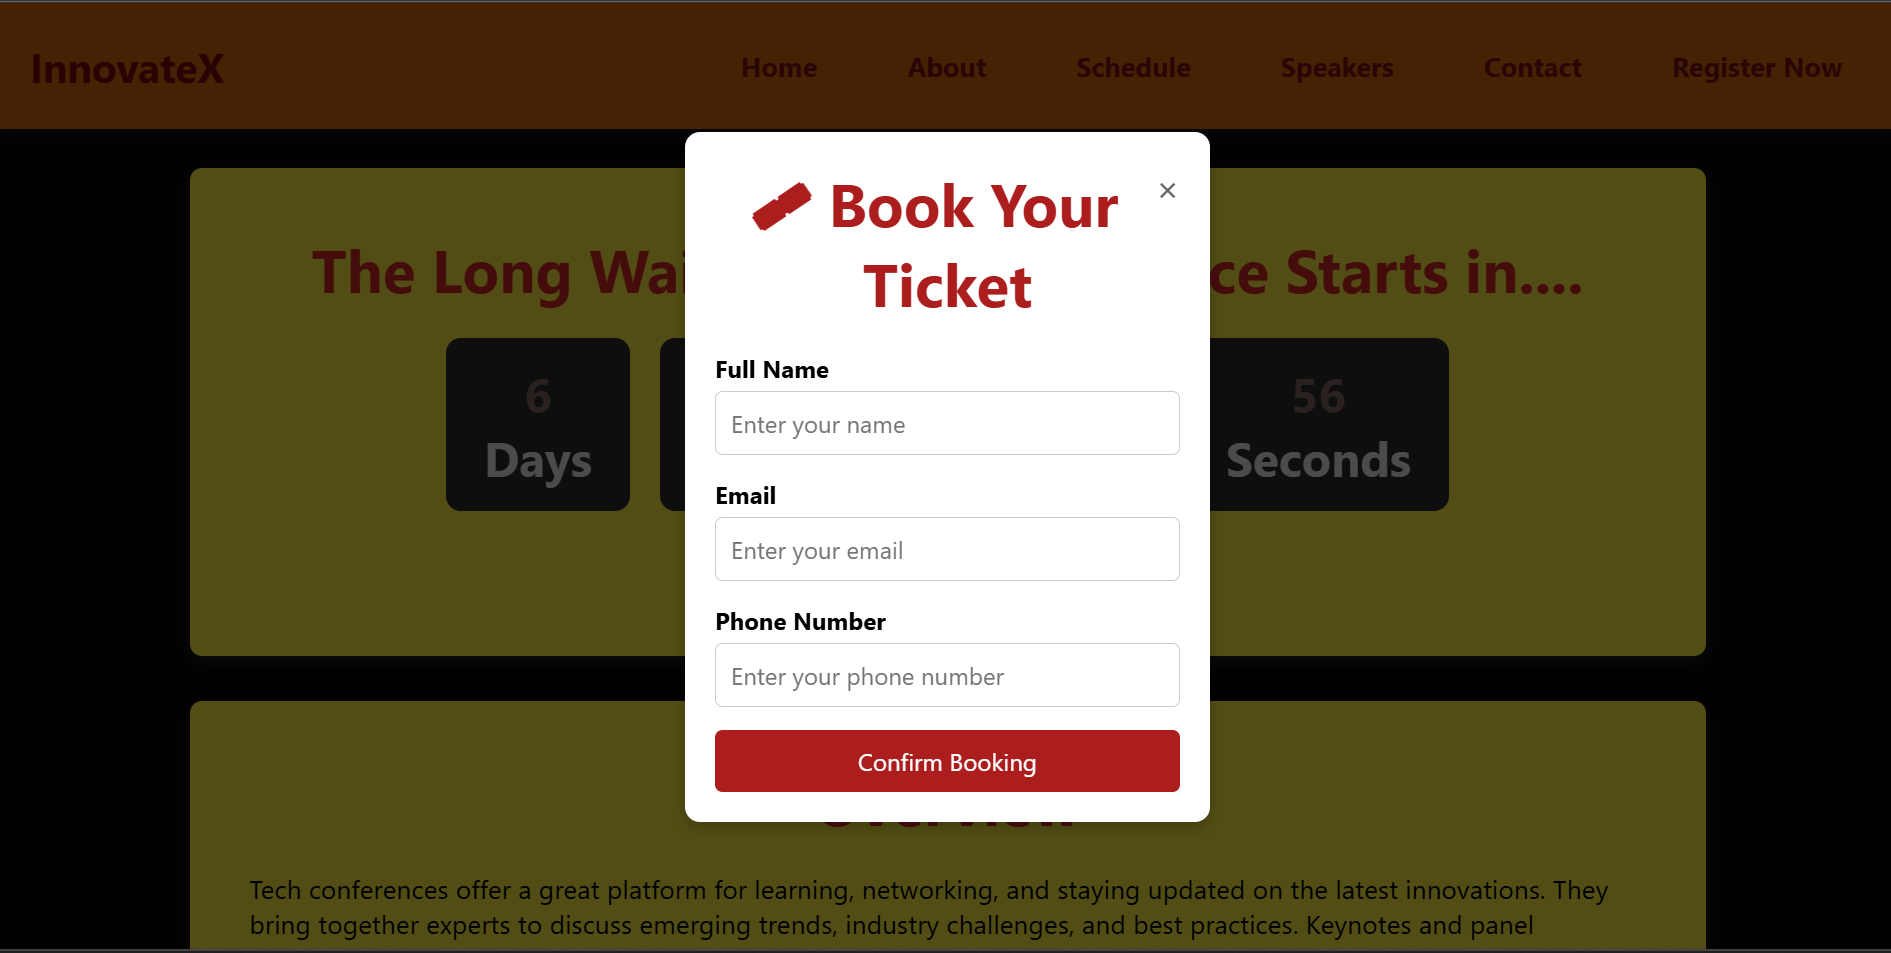 InnovateX
Home About Schedule Speakers Contact Register Now
The Long
Starts in....
6
Days
56
Seconds
×
Book Your
Ticket
Full Name
Enter your name
Email
Enter your email
Phone Number
Enter your phone number
Confirm Booking
Tech conferences offer a great platform for learning, networking, and staying updated on the latest innovations. They
bring together experts to discuss emerging trends, industry challenges, and best practices. Keynotes and panel